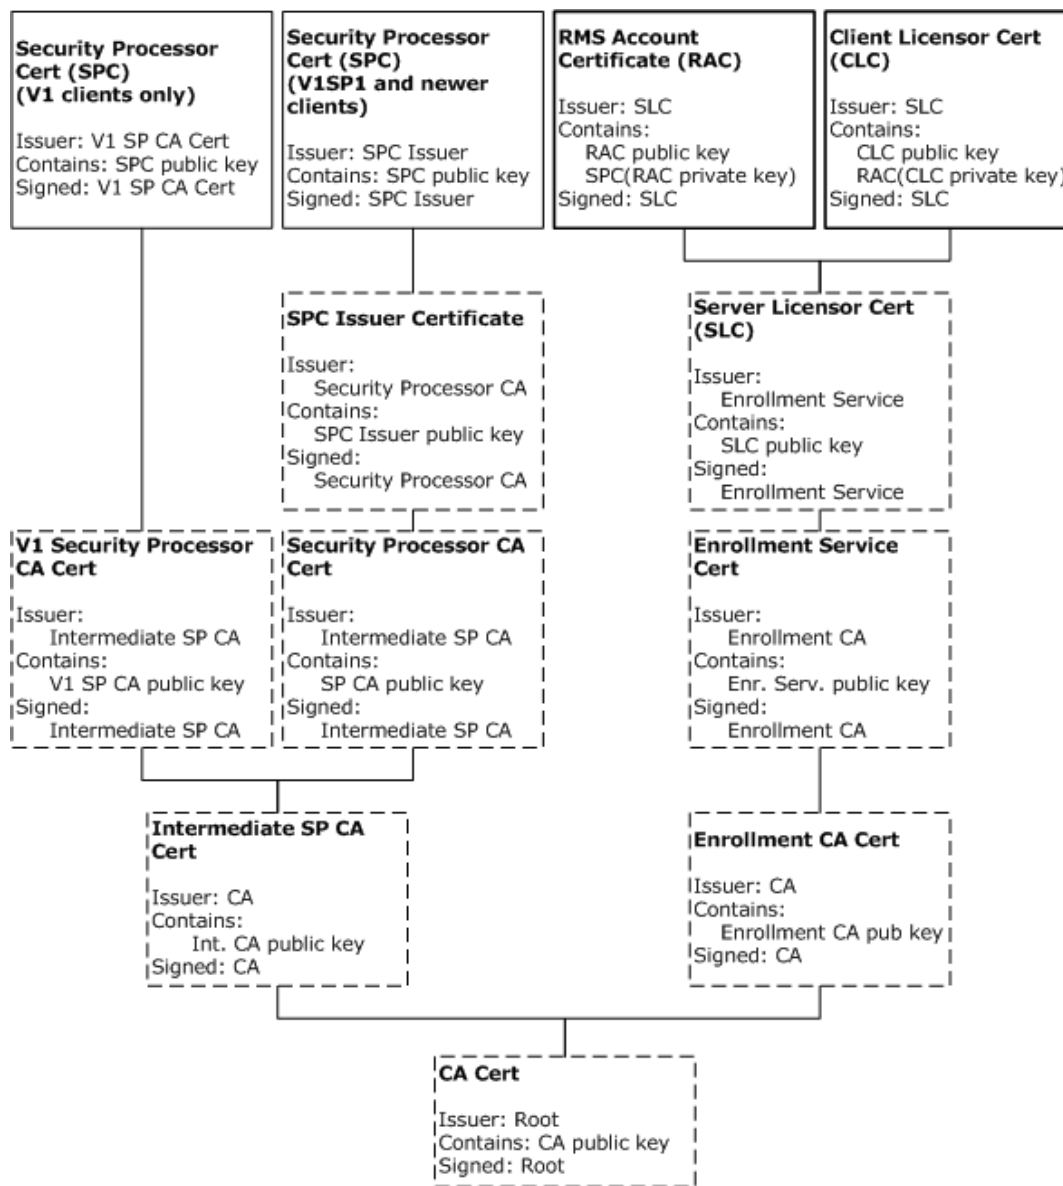 Security Processor
Cert (SPC)
(V1 clients only)
Issuer: V1 SP CA Cert
Contains: SPC public key
Signed: V1 SP CA Cert
Security Processor
Cert (SPC)
(V1SP1 and newer
clients)
Issuer: SPC Issuer
Contains: SPC public key
Signed: SPC Issuer
RMS Account
Certificate (RAC)
Issuer: SLC
Contains:
RAC public key
SPC(RAC private key)
Signed: SLC
Client Licensor Cert
(CLC)
Issuer: SLC
Contains:
CLC public key
RAC(CLC private key)
Signed: SLC
SPC Issuer Certificate
Issuer:
Security Processor CA
Contains:
SPC Issuer public key
Signed:
Security Processor CA
Server Licensor Cert
(SLC)
Issuer:
Enrollment Service
Contains:
SLC public key
Signed:
Enrollment Service
V1 Security Processor
CA Cert
Issuer:
Intermediate SP CA
Contains:
V1 SP CA public key
Signed:
Intermediate SP CA
Security Processor CA
Cert
Issuer:
Intermediate SP CA
Contains:
SP CA public key
Signed:
Intermediate SP CA
Enrollment Service
Cert
Issuer:
Enrollment CA
Contains:
Enr. Serv. public key
Signed:
Enrollment CA
Intermediate SP CA
Cert
Issuer: CA
Contains:
Int. CA public key
Signed: CA
Enrollment CA Cert
Issuer: CA
Contains:
Enrollment CA pub key
Signed: CA
CA Cert
Issuer: Root
Contains: CA public key
Signed: Root